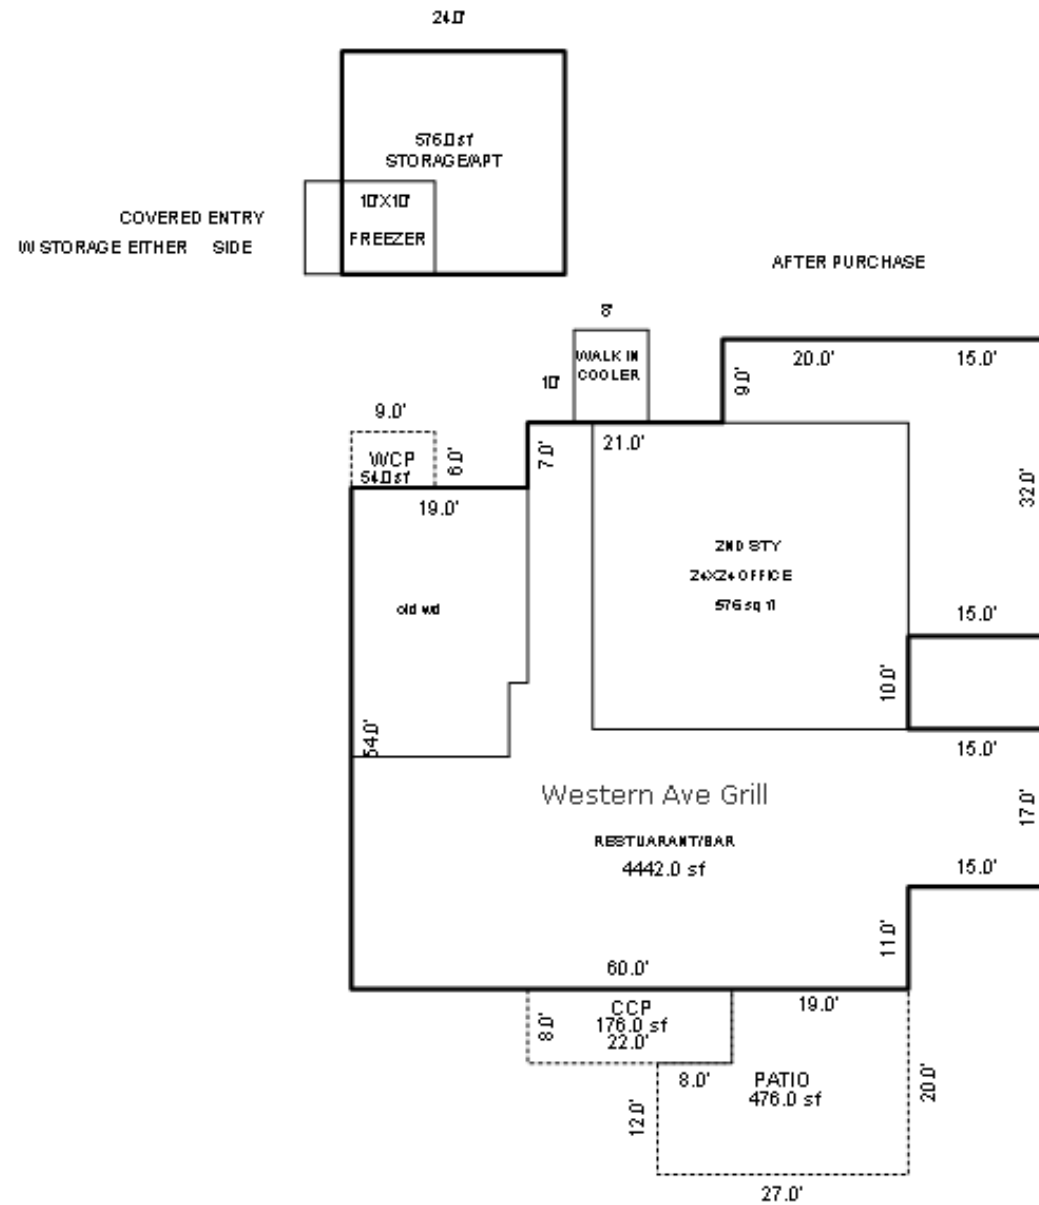 24.0'
576.0 sf
STORAGE/APT
10'X10'
FREEZER
COVERED ENTRY
W/STORAGE EITHER SIDE
AFTER PURCHASE
8'
WALK IN
COOLER
10'
20.0'
15.0'
9.0'
9.0'
WCP
54.0 sf
6.0'
7.0'
21.0'
19.0'
32.0'
2ND STY
24X24 OFFICE
576 sq fl
old wd
15.0'
10.0'
54.0'
15.0'
Western Ave Grill
17.0'
RESTUARANT/BAR
4442.0 sf
15.0'
11.0'
60.0'
19.0'
CCP
176.0 sf
22.0'
8.0'
8.0'
PATIO
476.0 sf
20.0'
12.0'
27.0'